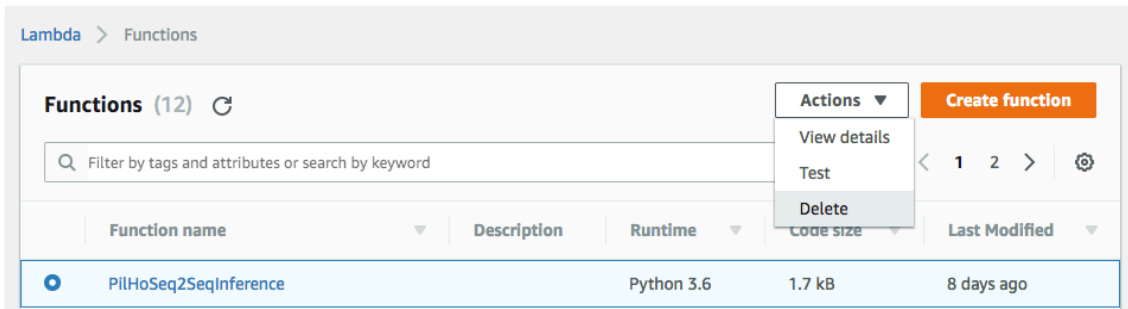 Lambda > Functions
Functions (12)
Actions ▼ Create function
View details
Filter by tags and attributes or search by keyword
< 1 2 >
Test
Delete
Function name Description Runtime Code size Last Modified
PilHoSeq2SeqInference Python 3.6 1.7 kB 8 days ago